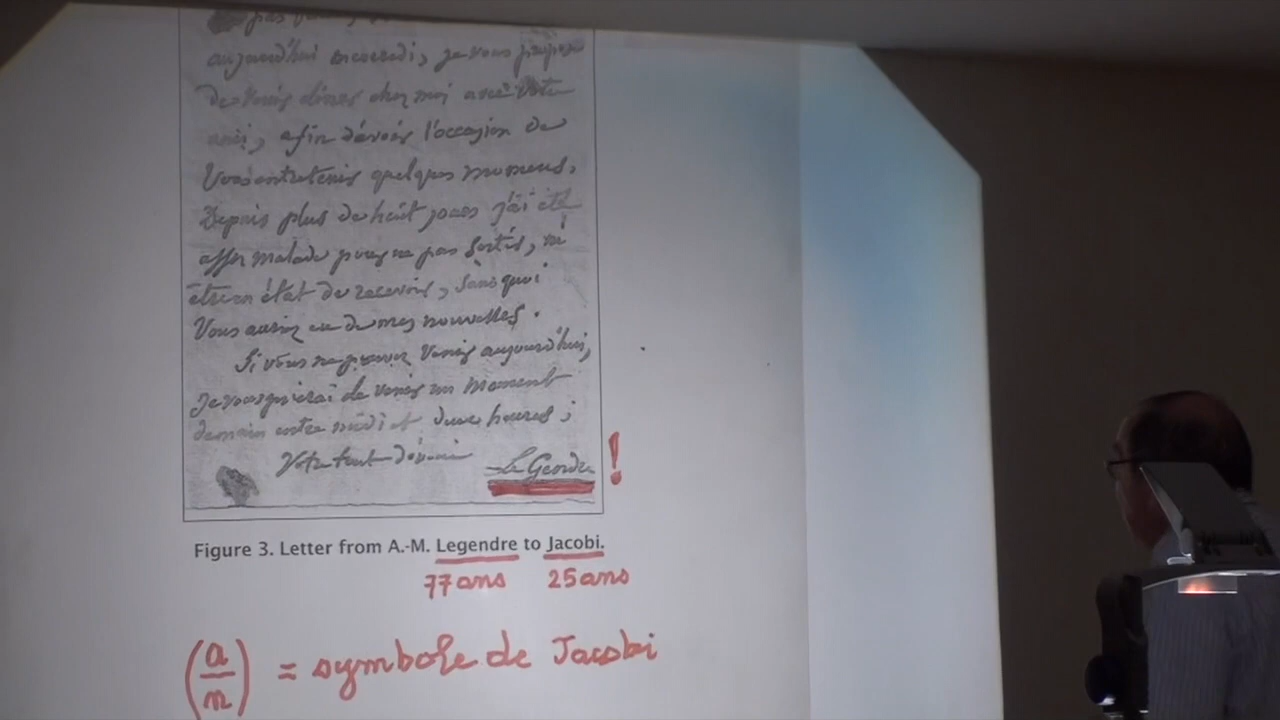 aujourd'hui mercredi, je vous propose
de venir diner chez moi avec votre
ami, afin d'avoir l'occasion de
Vous entretenir quelques momens.
Depuis plus de huit jours j'ai été
assez malade pour ne pas sortir, ni
être en état de recevoir, sans quoi
Vous auriez eu de mes nouvelles.
Si vous ne pouvez venir aujourd'hui,
je vous prierai de venir un moment
demain entre midi et deux heures;
Votre tout dévoué
Le Gendre !
Figure 3. Letter from A.-M. Legendre to Jacobi.
77 ans 25 ans
(a/n) = symbole de Jacobi